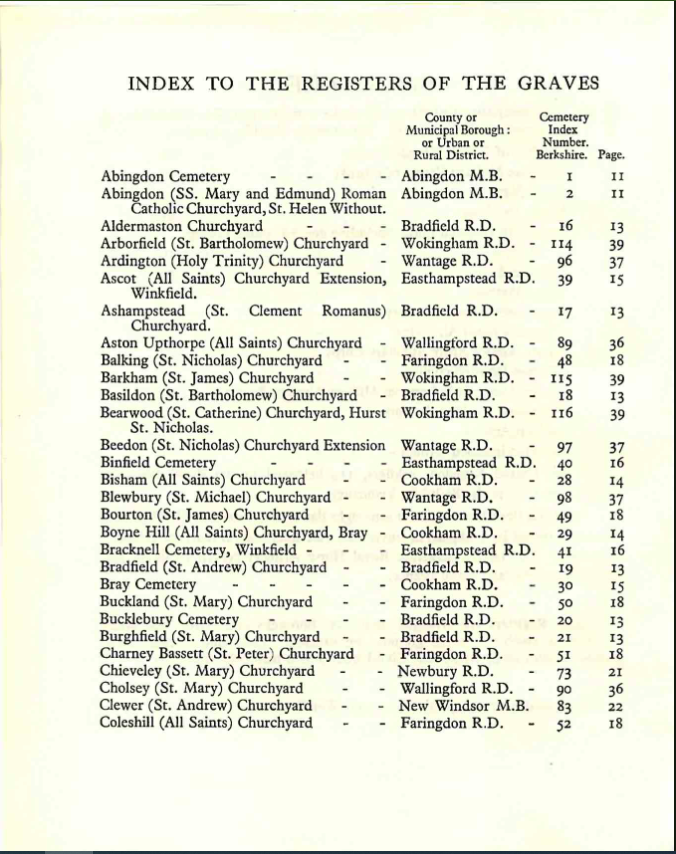 INDEX TO THE REGISTERS OF THE GRAVES
County or Cemetery
Municipal Borough : Index
or Urban or Number.
Rural District. Berkshire. Page.
Abingdon Cemetery - - - - Abingdon M.B. - 1 11
Abingdon (SS. Mary and Edmund) Roman Abingdon M.B. - 2 11
Catholic Churchyard, St. Helen Without.
Aldermaston Churchyard - - - Bradfield R.D. - 16 13
Arborfield (St. Bartholomew) Churchyard - Wokingham R.D. - 114 39
Ardington (Holy Trinity) Churchyard - Wantage R.D. - 96 37
Ascot (All Saints) Churchyard Extension, Easthampstead R.D. 39 15
Winkfield.
Ashampstead (St. Clement Romanus) Bradfield R.D. - 17 13
Churchyard.
Aston Upthorpe (All Saints) Churchyard - Wallingford R.D. - 89 36
Balking (St. Nicholas) Churchyard - - Faringdon R.D. - 48 18
Barkham (St. James) Churchyard - - Wokingham R.D. - 115 39
Basildon (St. Bartholomew) Churchyard - Bradfield R.D. - 18 13
Bearwood (St. Catherine) Churchyard, Hurst Wokingham R.D. - 116 39
St. Nicholas.
Beedon (St. Nicholas) Churchyard Extension Wantage R.D. - 97 37
Binfield Cemetery - - - - Easthampstead R.D. 40 16
Bisham (All Saints) Churchyard - - Cookham R.D. - 28 14
Blewbury (St. Michael) Churchyard - - Wantage R.D. - 98 37
Bourton (St. James) Churchyard - - Faringdon R.D. - 49 18
Boyne Hill (All Saints) Churchyard, Bray - Cookham R.D. - 29 14
Bracknell Cemetery, Winkfield - - - Easthampstead R.D. 41 16
Bradfield (St. Andrew) Churchyard - - Bradfield R.D. - 19 13
Bray Cemetery - - - - - Cookham R.D. - 30 15
Buckland (St. Mary) Churchyard - - Faringdon R.D. - 50 18
Bucklebury Cemetery - - - - Bradfield R.D. - 20 13
Burghfield (St. Mary) Churchyard - - Bradfield R.D. - 21 13
Charney Bassett (St. Peter) Churchyard - Faringdon R.D. - 51 18
Chieveley (St. Mary) Churchyard - - Newbury R.D. - 73 21
Cholsey (St. Mary) Churchyard - - Wallingford R.D. - 90 36
Clewer (St. Andrew) Churchyard - - New Windsor M.B. 83 22
Coleshill (All Saints) Churchyard - - Faringdon R.D. - 52 18